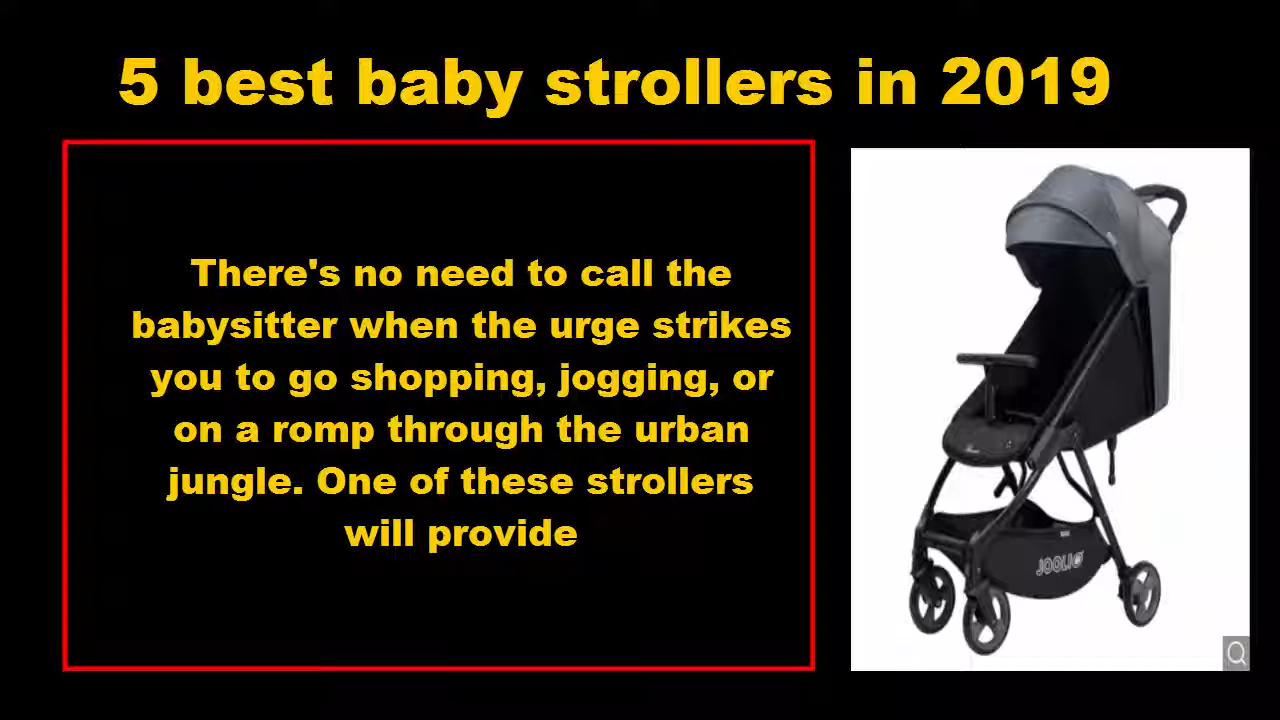 5 best baby strollers in 2019
There's no need to call the
babysitter when the urge strikes
you to go shopping, jogging, or
on a romp through the urban
jungle. One of these strollers
will provide